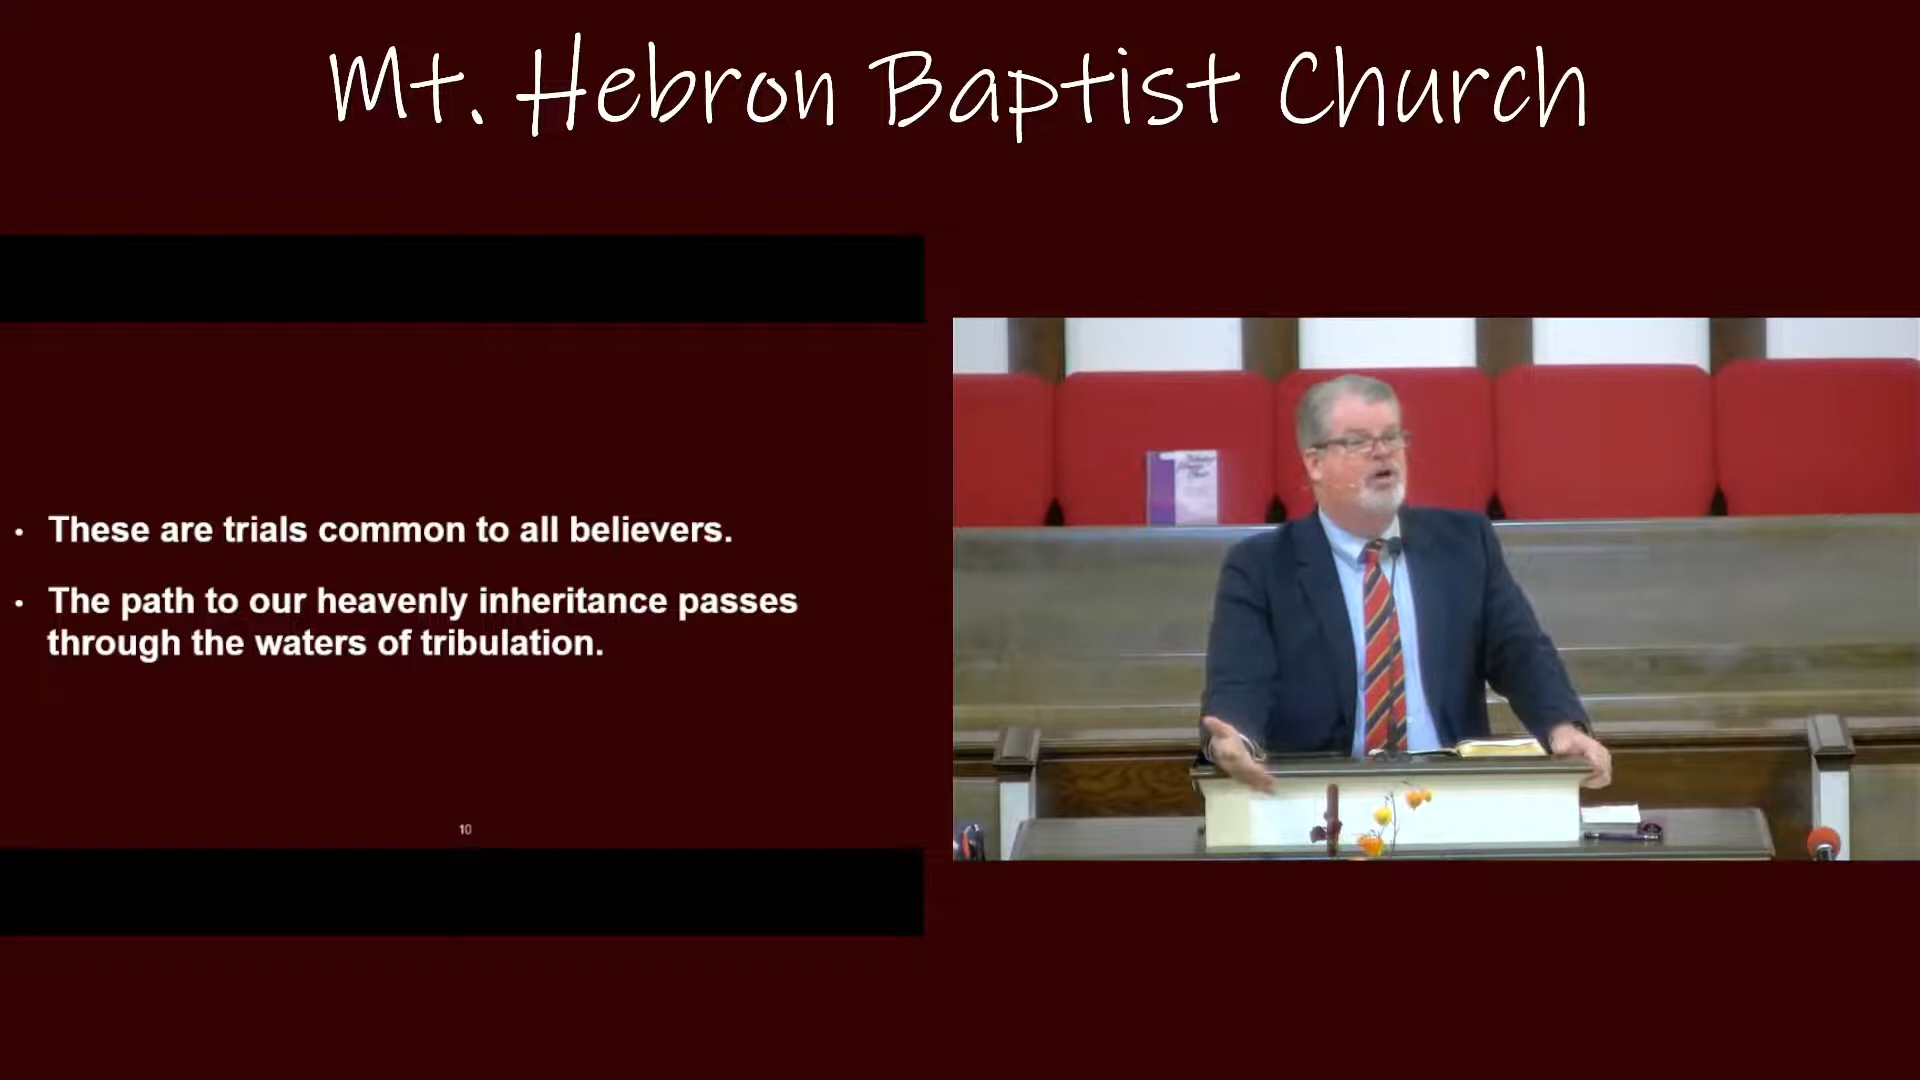 Mt. Hebron Baptist Church
• These are trials common to all believers.
• The path to our heavenly inheritance passes
through the waters of tribulation.
10